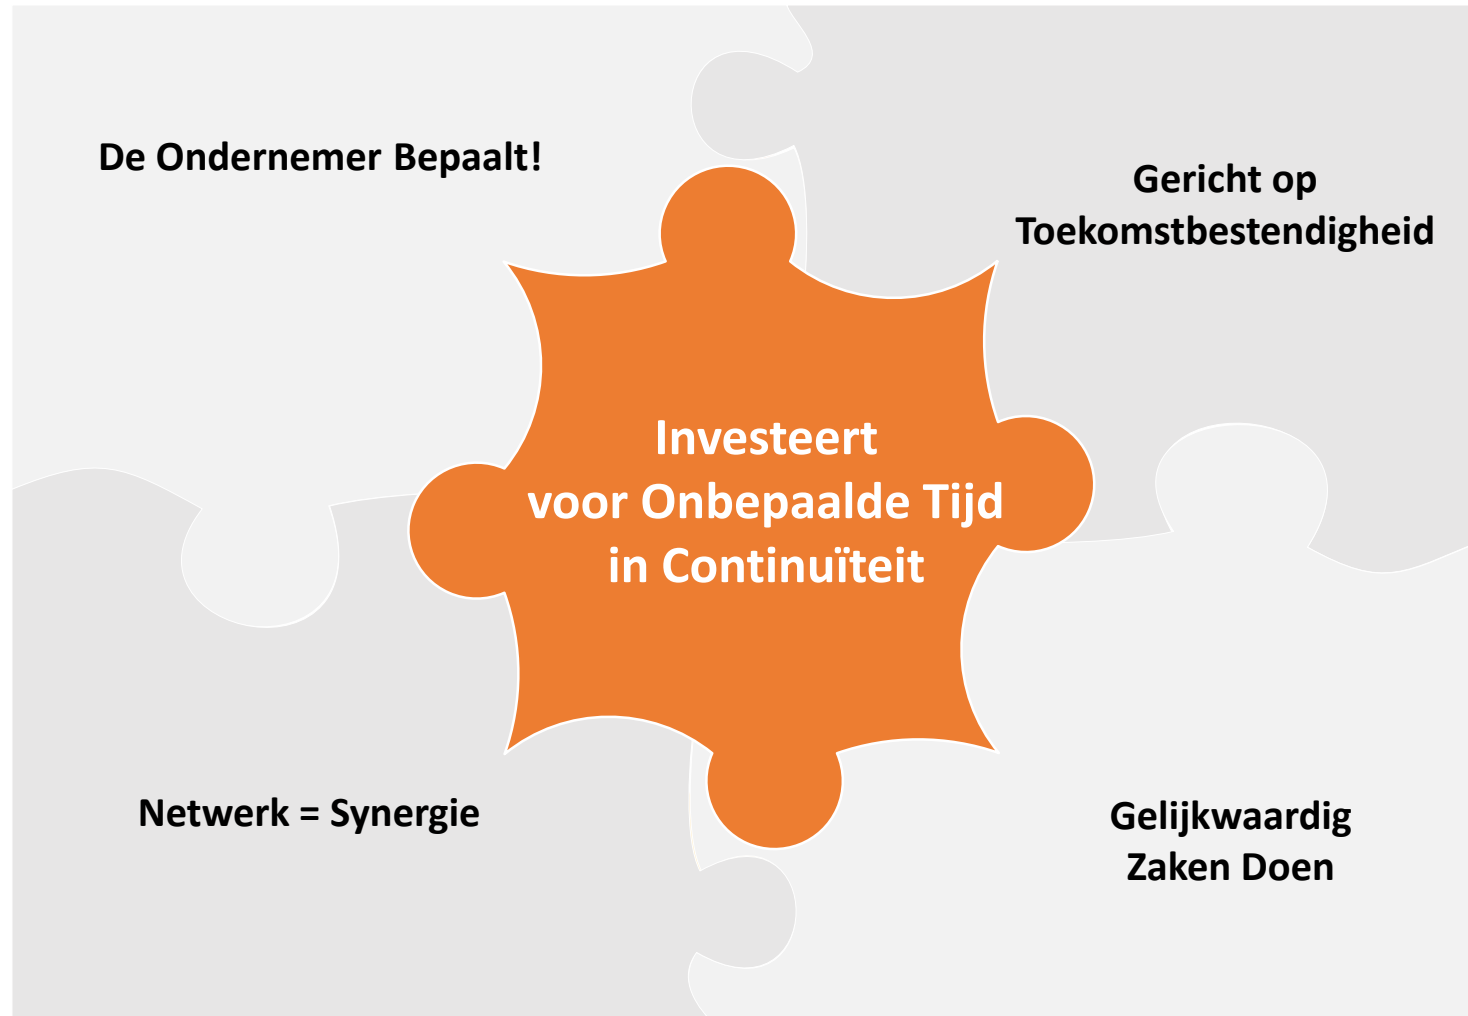 De Ondernemer Bepaalt!
Gericht op
Toekomstbestendigheid
Investeert
voor Onbepaalde Tijd
in Continuïteit
Netwerk = Synergie
Gelijkwaardig
Zaken Doen